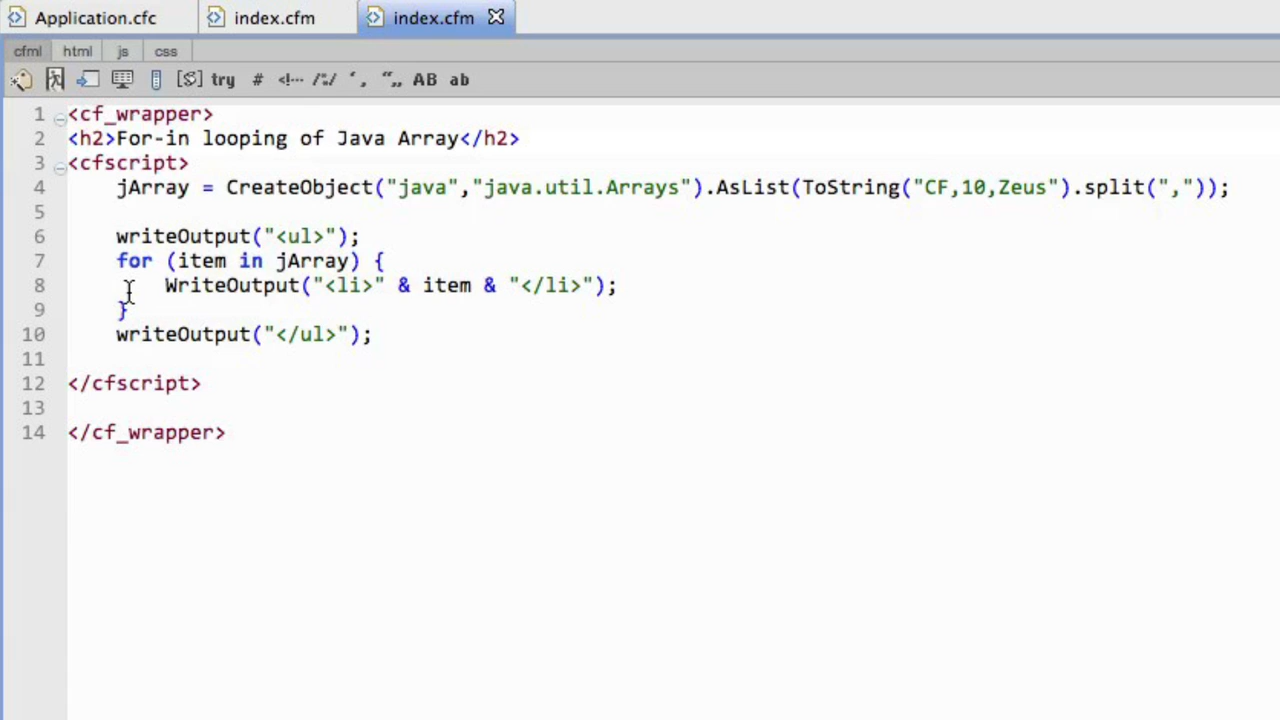 Application.cfc index.cfm index.cfm
cfml html js css
try # <!-- /:/ ‘, “,, AB ab
1 <cf_wrapper>
2 <h2>For-in looping of Java Array</h2>
3 <cfscript>
4 jArray = CreateObject("java","java.util.Arrays").AsList(ToString("CF,10,Zeus").split(","));
5
6 writeOutput("<ul>");
7 for (item in jArray) {
8 WriteOutput("<li>" & item & "</li>");
9 }
10 writeOutput("</ul>");
11
12 </cfscript>
13
14 </cf_wrapper>